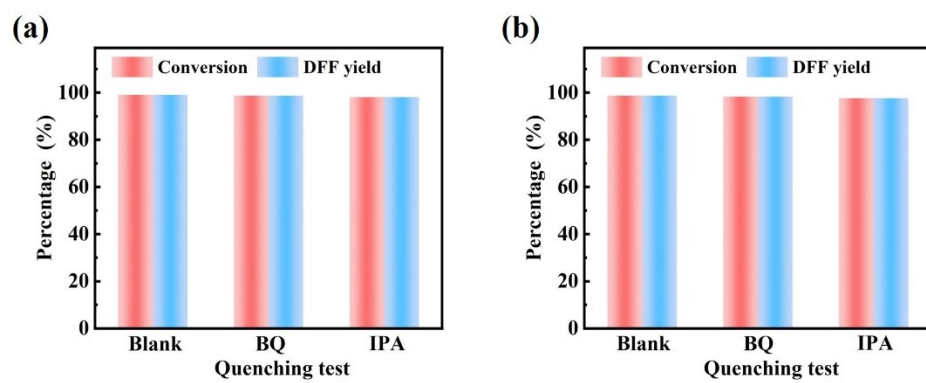 (a)
Conversion DFF yield
Percentage (%)
100
80
60
40
20
0
Blank BQ IPA
Quenching test
(b)
Conversion DFF yield
Percentage (%)
100
80
60
40
20
0
Blank BQ IPA
Quenching test